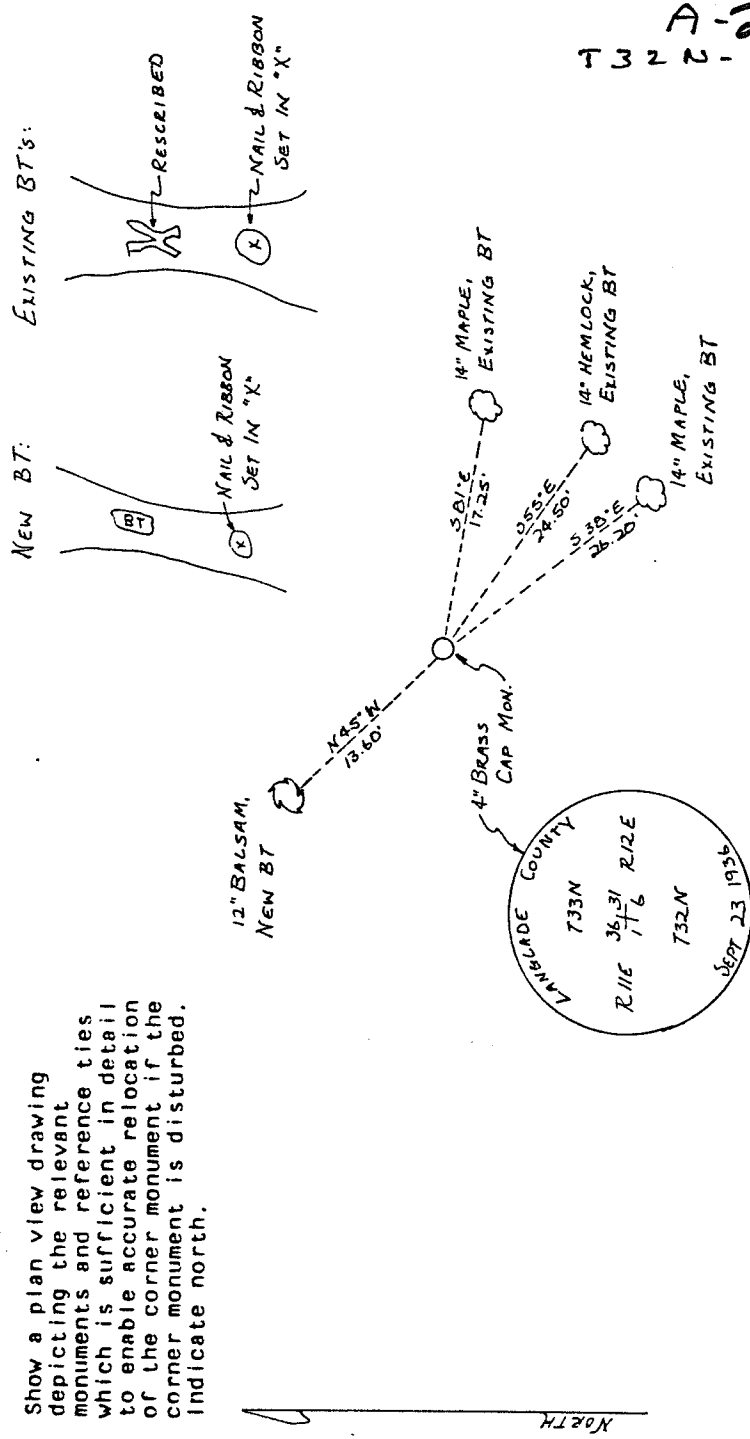 Show a plan view drawing
depicting the relevant
monuments and reference ties
which is sufficient in detail
to enable accurate relocation
of the corner monument if the
corner monument is disturbed.
Indicate north.
NORTH
NEW BT:
BT
NAIL & RIBBON
SET IN "X"
X
EXISTING BT's:
RESCRIBED
NAIL & RIBBON
SET IN "X"
X
12" BALSAM,
NEW BT
N45°W
13.60'
S81°E
17.25'
14" MAPLE,
EXISTING BT
S55°E
24.50'
14" HEMLOCK,
EXISTING BT
S38°E
26.20'
14" MAPLE,
EXISTING BT
4" BRASS
CAP MON.
LANGLADE COUNTY
T33N
R11E 36 31 R12E
1 6
T32N
SEPT 23 1936
A-2
T32N-